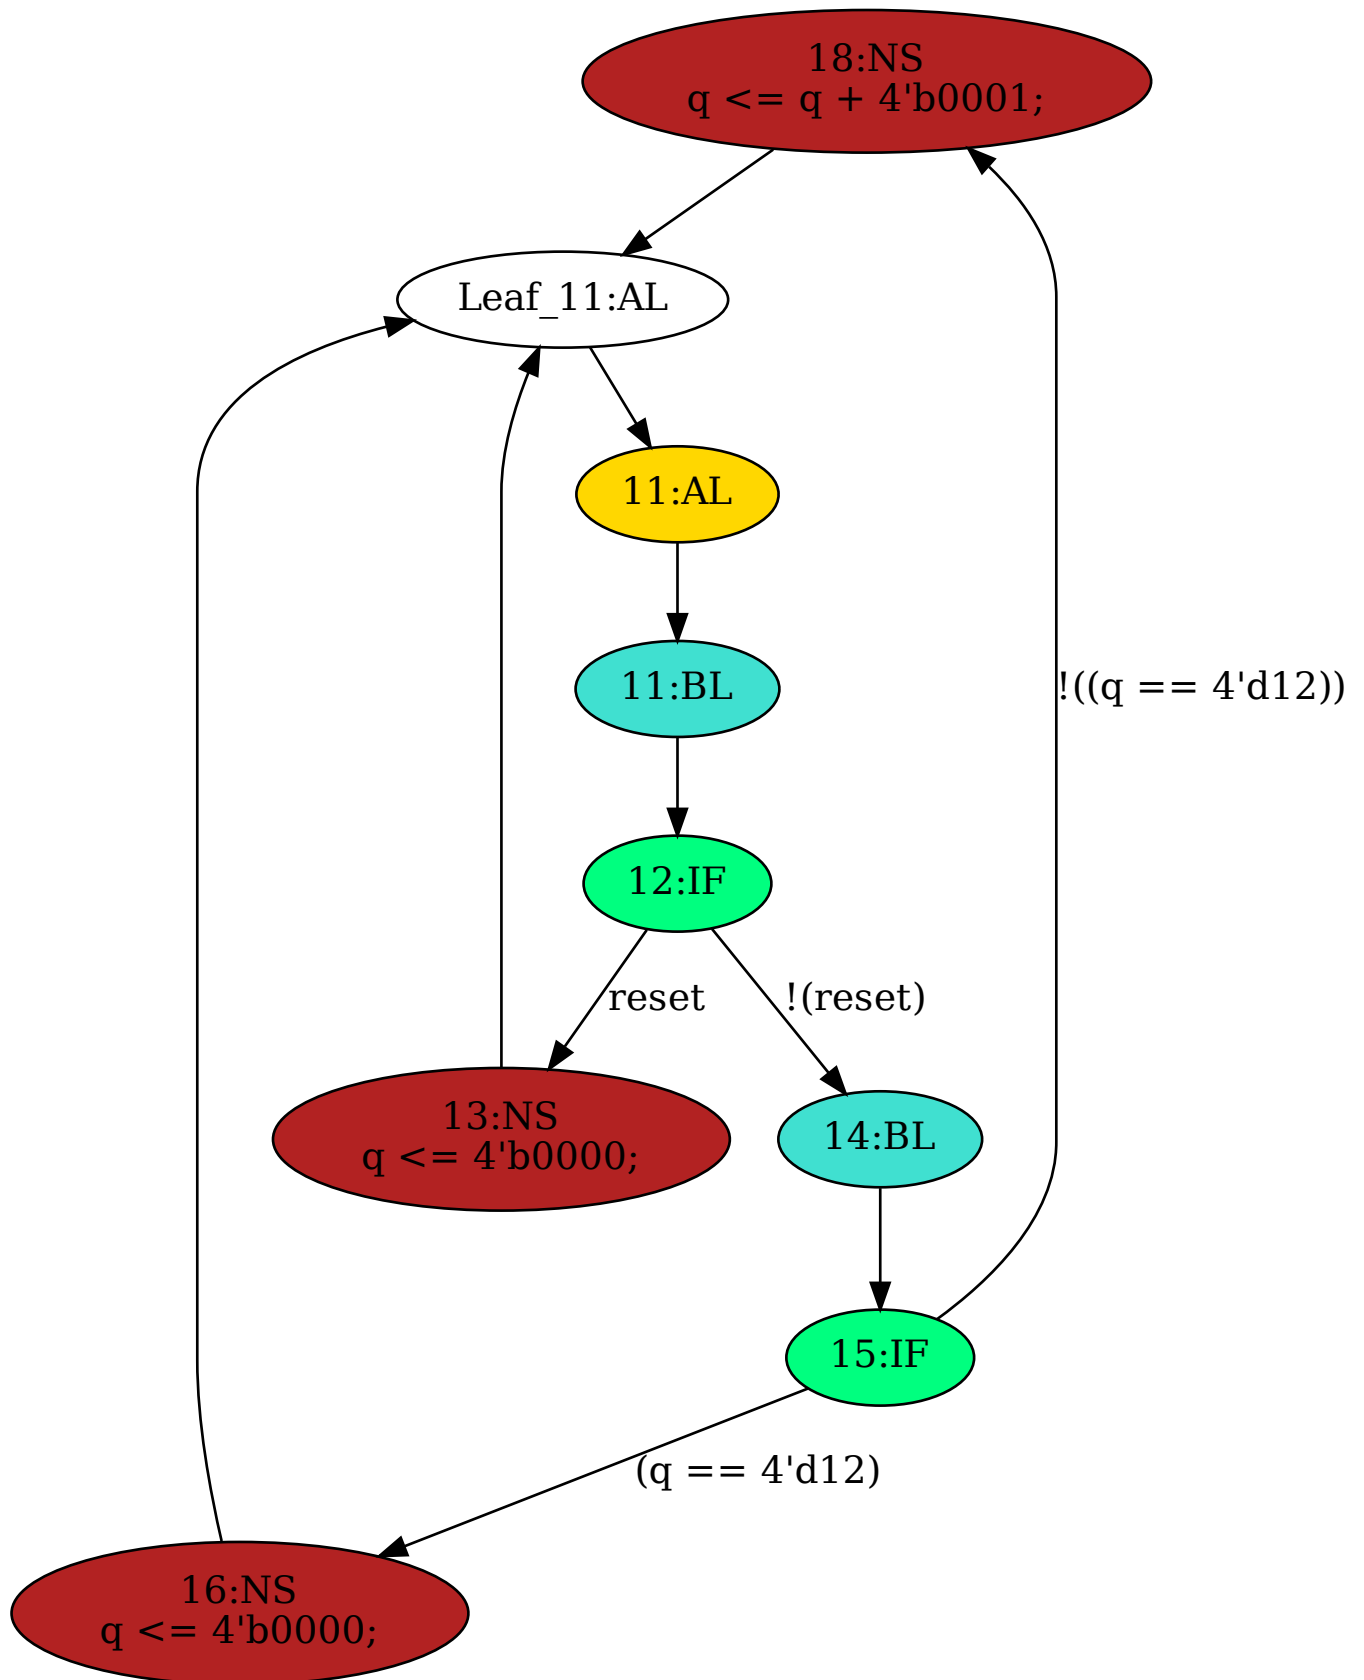 18:NS
q <= q + 4'b0001;
Leaf_11:AL
11:AL
11:BL
!((q == 4'd12))
12:IF
reset
!(reset)
13:NS
q <= 4'b0000;
14:BL
15:IF
(q == 4'd12)
16:NS
q <= 4'b0000;